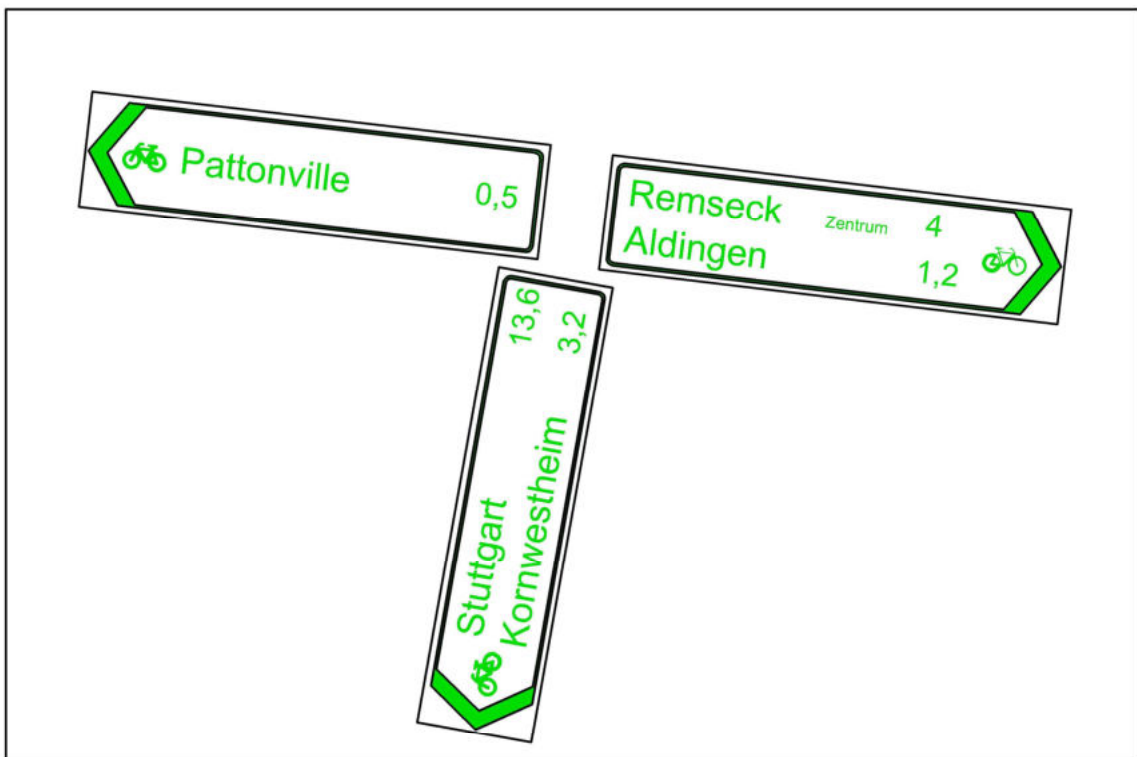 Pattonville 0,5
Remseck Zentrum 4
Aldingen 1,2
Stuttgart 13,6
Kornwestheim 3,2